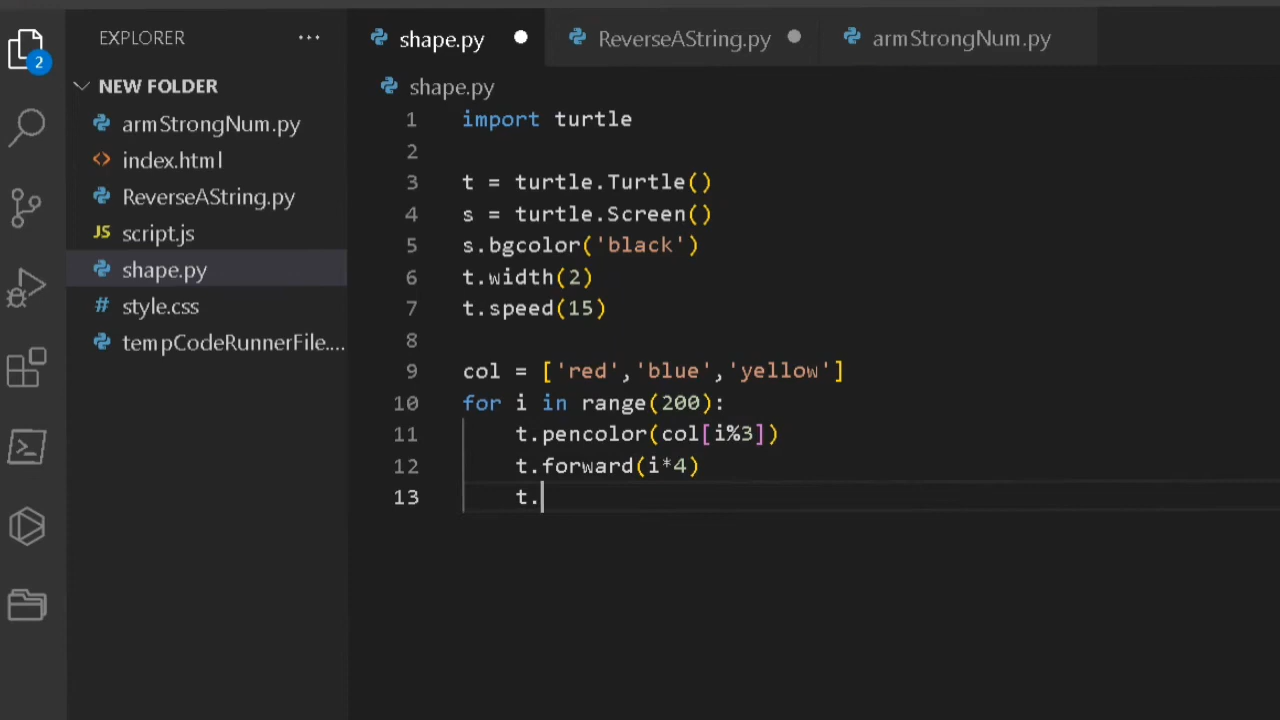 EXPLORER ...
2
NEW FOLDER
armStrongNum.py
<> index.html
ReverseAString.py
JS script.js
shape.py
# style.css
tempCodeRunnerFile....
shape.py ReverseAString.py armStrongNum.py
shape.py
1 import turtle
2
3 t = turtle.Turtle()
4 s = turtle.Screen()
5 s.bgcolor('black')
6 t.width(2)
7 t.speed(15)
8
9 col = ['red','blue','yellow']
10 for i in range(200):
11 t.pencolor(col[i%3])
12 t.forward(i*4)
13 t.